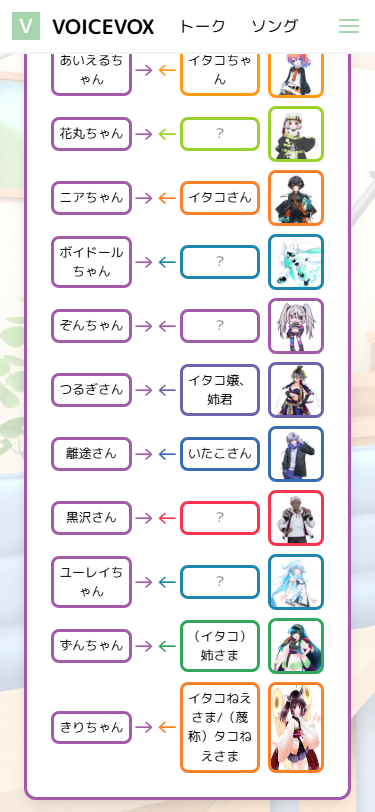 V VOICEVOX トーク ソング
あいえるち
ゃん
イタコちゃ
ん
花丸ちゃん
?
ニアちゃん
イタコさん
ボイドール
ちゃん
?
ぞんちゃん
?
つるぎさん
イタコ嬢、
姉君
離途さん
いたこさん
黒沢さん
?
ユーレイち
ゃん
?
ずんちゃん
(イタコ)
姉さま
きりちゃん
イタコねえ
さま/(蔑
称)タコね
えさま